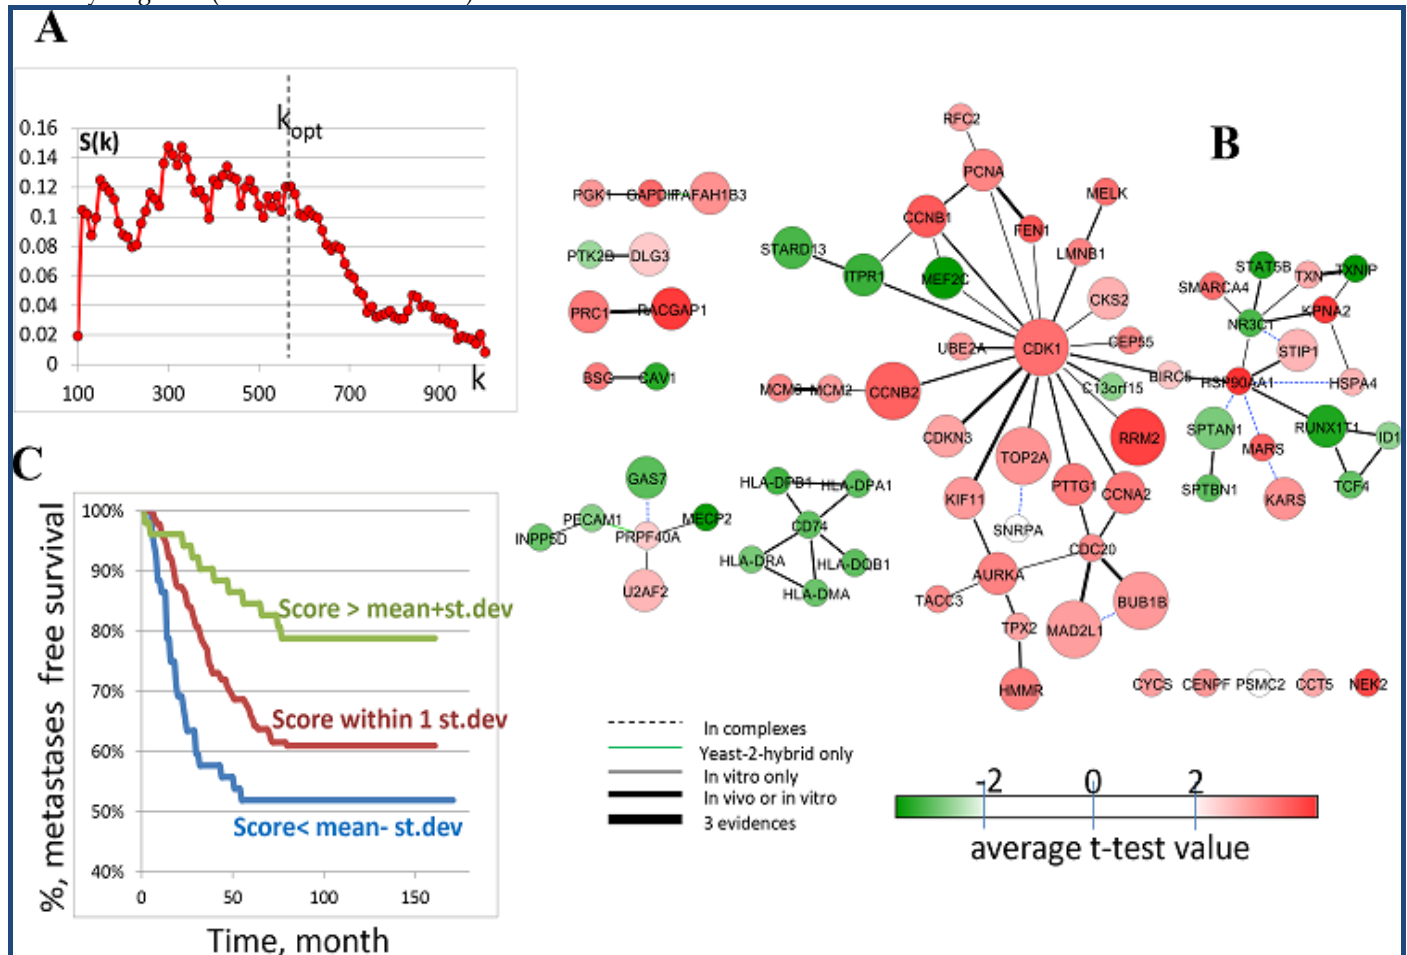 A
0.16
S(k)
0.14
0.12
0.1
0.08
0.06
0.04
0.02
0
kopt
100
300
500
700
900
k
B
RFC2
PCNA
MELK
CCNB1
FEN1
LMNB1
STARD13
ITPR1
MEF2C
CKS2
UBE2A
CDK1
CEP55
MCM2
CCNB2
C13orf15
BIRC5
CDKN3
RRM2
TOP2A
KIF11
PTTG1
CCNA2
SNRPA
CDC20
AURKA
TACC3
BUB1B
TPX2
MAD2L1
HMMR
PGK1
PAFAH1B3
PTK2B
DLG3
PRC1
RACGAP1
BSG
CAV1
STAT5B
TXN
TXNIP
SMARCA4
NR3C1
KPNA2
STIP1
HSP90AA1
HSPA4
SPTAN1
RUNX1T1
ID1
MARS
SPTBN1
KARS
TCF4
GAS7
PECAM1
MECP2
INPP5D
PRPF40A
U2AF2
HLA-DPB1
HLA-DPA1
CD74
HLA-DRA
HLA-DQB1
HLA-DMA
CYCS
CENPF
PSMC2
CCT5
NEK2
In complexes
Yeast-2-hybrid only
In vitro only
In vivo or in vitro
3 evidences
-2
0
2
average t-test value
C
%, metastases free survival
100%
90%
80%
70%
60%
50%
40%
Score > mean+st.dev
Score within 1 st.dev
Score< mean- st.dev
0
50
100
150
Time, month